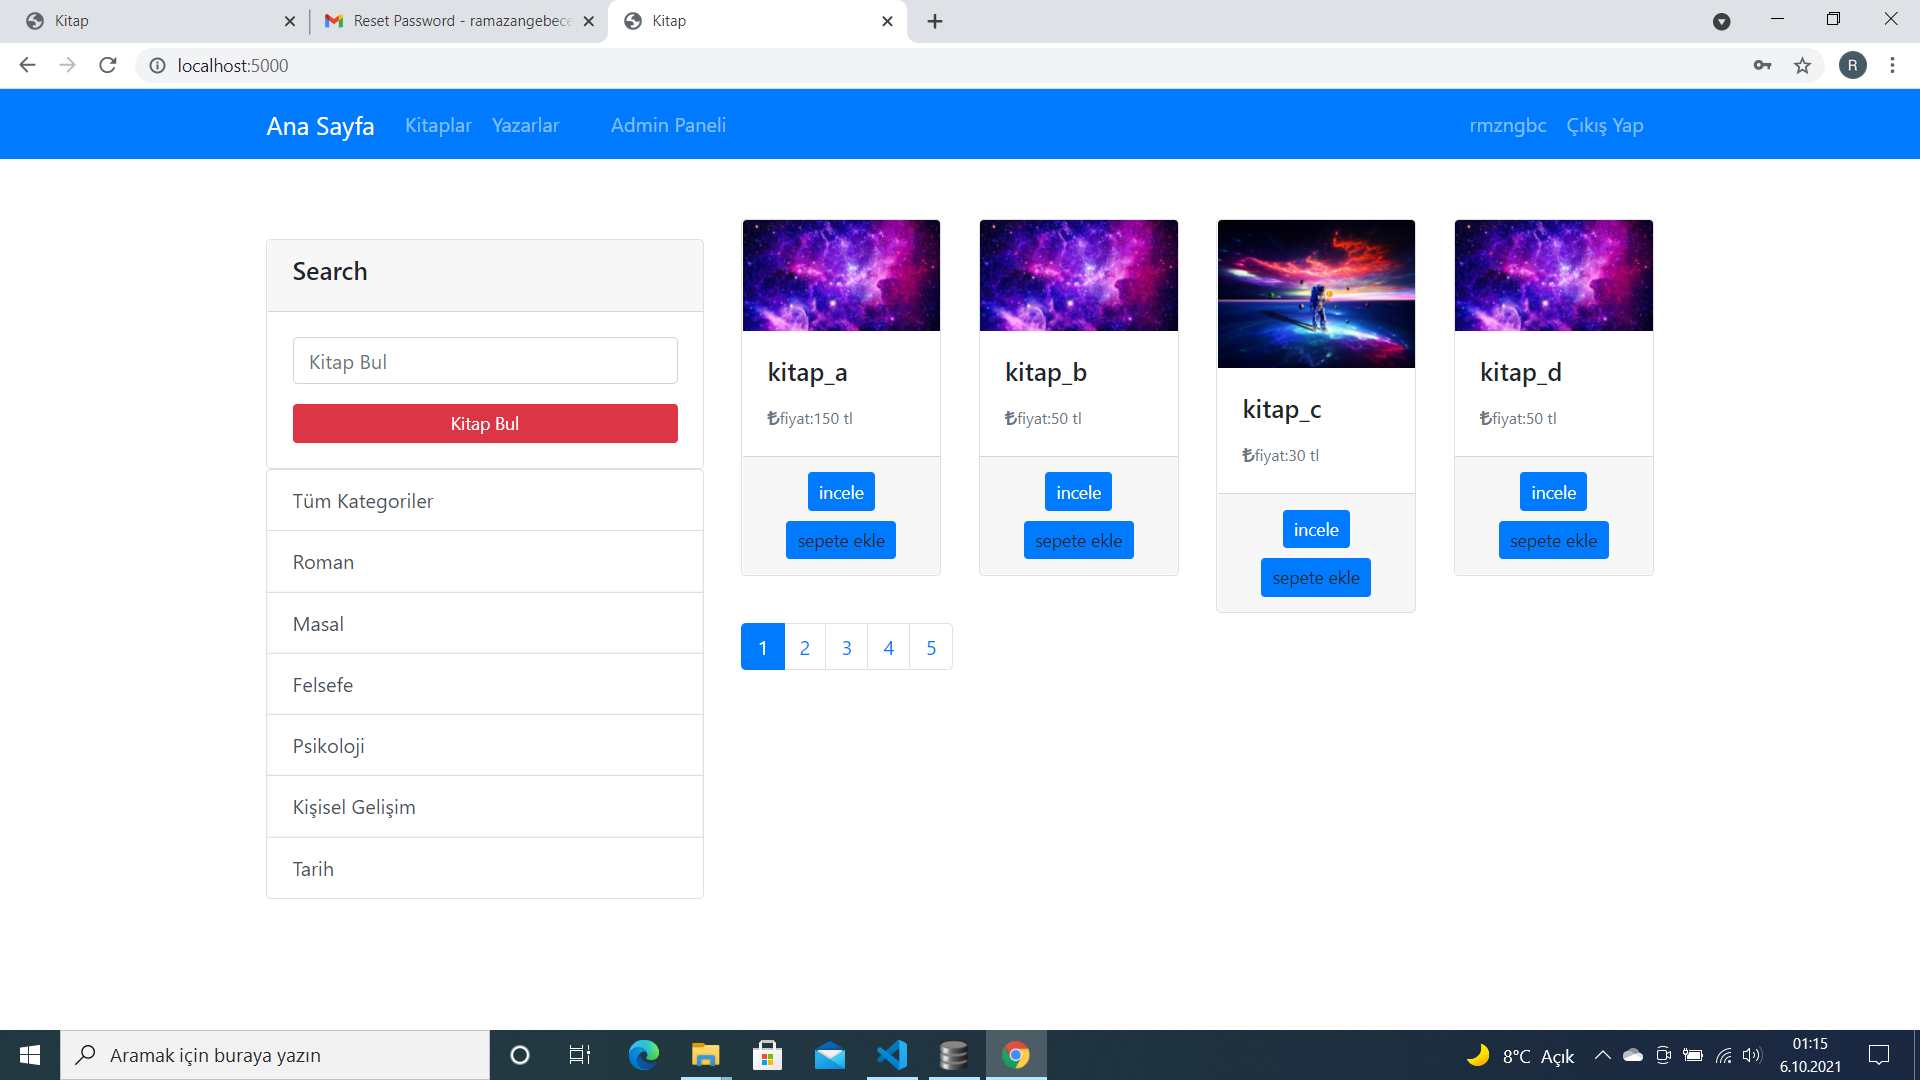 Kitap
Reset Password - ramazangebece
Kitap
localhost:5000
R
Ana Sayfa
Kitaplar
Yazarlar
Admin Paneli
rmzngbc
Çıkış Yap
Search
Kitap Bul
Kitap Bul
Tüm Kategoriler
Roman
Masal
Felsefe
Psikoloji
Kişisel Gelişim
Tarih
kitap_a
₺fiyat:150 tl
incele
sepete ekle
kitap_b
₺fiyat:50 tl
incele
sepete ekle
kitap_c
₺fiyat:30 tl
incele
sepete ekle
kitap_d
₺fiyat:50 tl
incele
sepete ekle
1 2 3 4 5
Aramak için buraya yazın
8°C Açık
01:15
6.10.2021